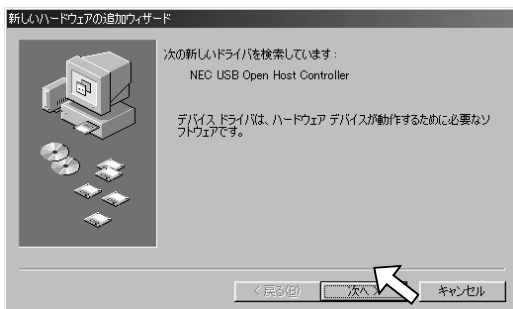 新しいハードウェアの追加ウィザード
次の新しいドライバを検索しています：
NEC USB Open Host Controller
デバイス ドライバは、ハードウェア デバイスが動作するために必要なソ
フトウェアです。
< 戻る(B)
次へ >
キャンセル